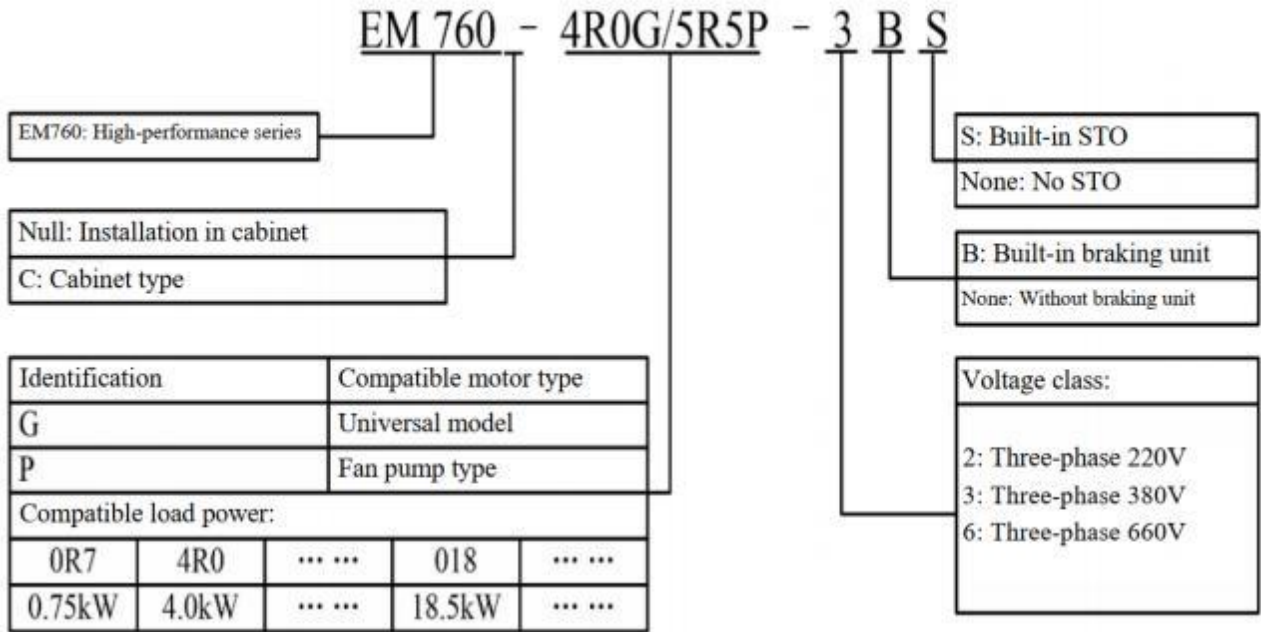 EM 760 - 4R0G/5R5P - 3 B S
EM760: High-performance series
Null: Installation in cabinet
C: Cabinet type
Identification Compatible motor type
G Universal model
P Fan pump type
Compatible load power:
0R7 4R0 ··· ··· 018 ··· ···
0.75kW 4.0kW ··· ··· 18.5kW ··· ···
S: Built-in STO
None: No STO
B: Built-in braking unit
None: Without braking unit
Voltage class:
2: Three-phase 220V
3: Three-phase 380V
6: Three-phase 660V